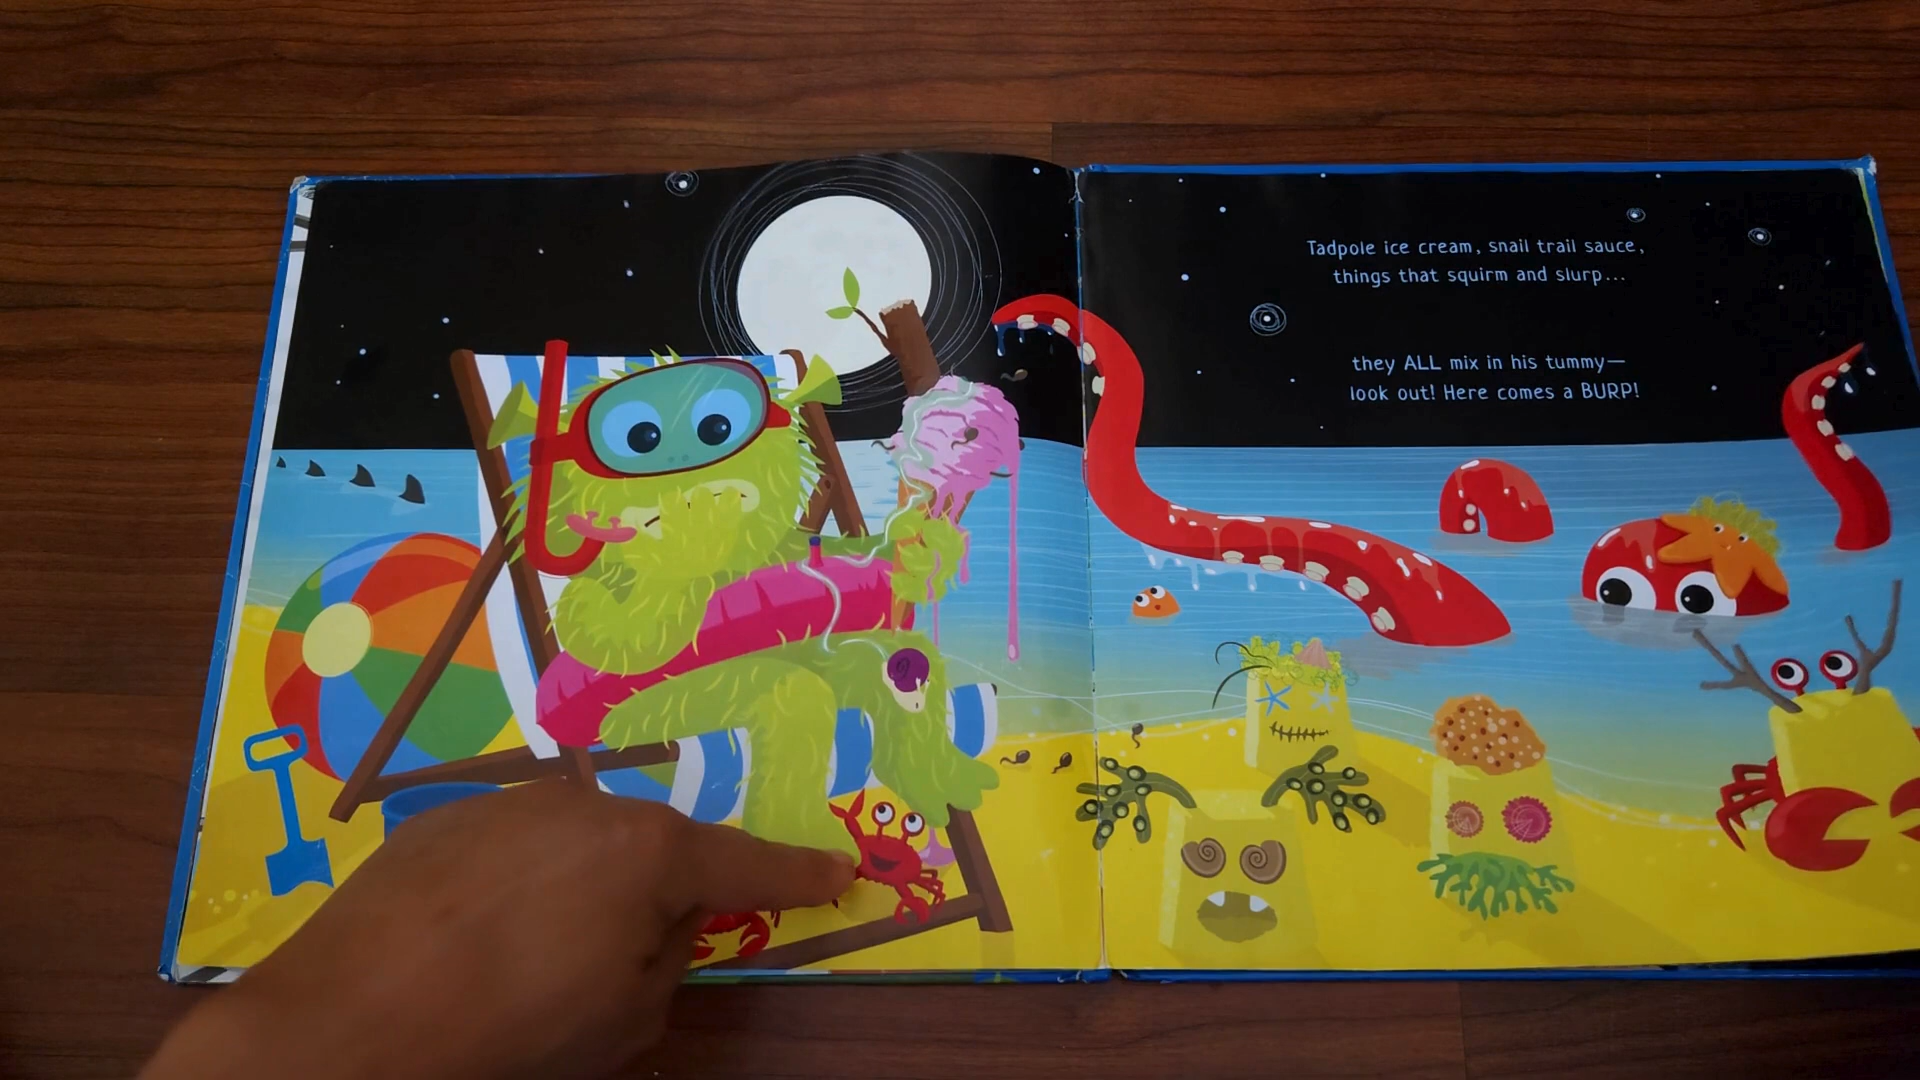 Tadpole ice cream, snail trail sauce,
things that squirm and slurp...
they ALL mix in his tummy—
look out! Here comes a BURP!